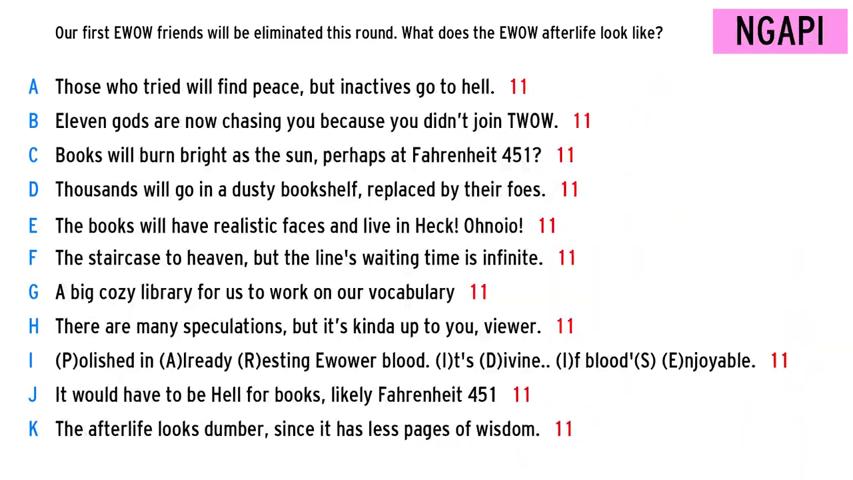 Our first EWOW friends will be eliminated this round. What does the EWOW afterlife look like?
NGAPI
A Those who tried will find peace, but inactives go to hell. 11
B Eleven gods are now chasing you because you didn't join TWOW. 11
C Books will burn bright as the sun, perhaps at Fahrenheit 451? 11
D Thousands will go in a dusty bookshelf, replaced by their foes. 11
E The books will have realistic faces and live in Heck! Ohnoio! 11
F The staircase to heaven, but the line's waiting time is infinite. 11
G A big cozy library for us to work on our vocabulary 11
H There are many speculations, but it's kinda up to you, viewer. 11
I (P)olished in (A)lready (R)esting Ewower blood. (I)t's (D)ivine.. (I)f blood'(S) (E)njoyable. 11
J It would have to be Hell for books, likely Fahrenheit 451 11
K The afterlife looks dumber, since it has less pages of wisdom. 11